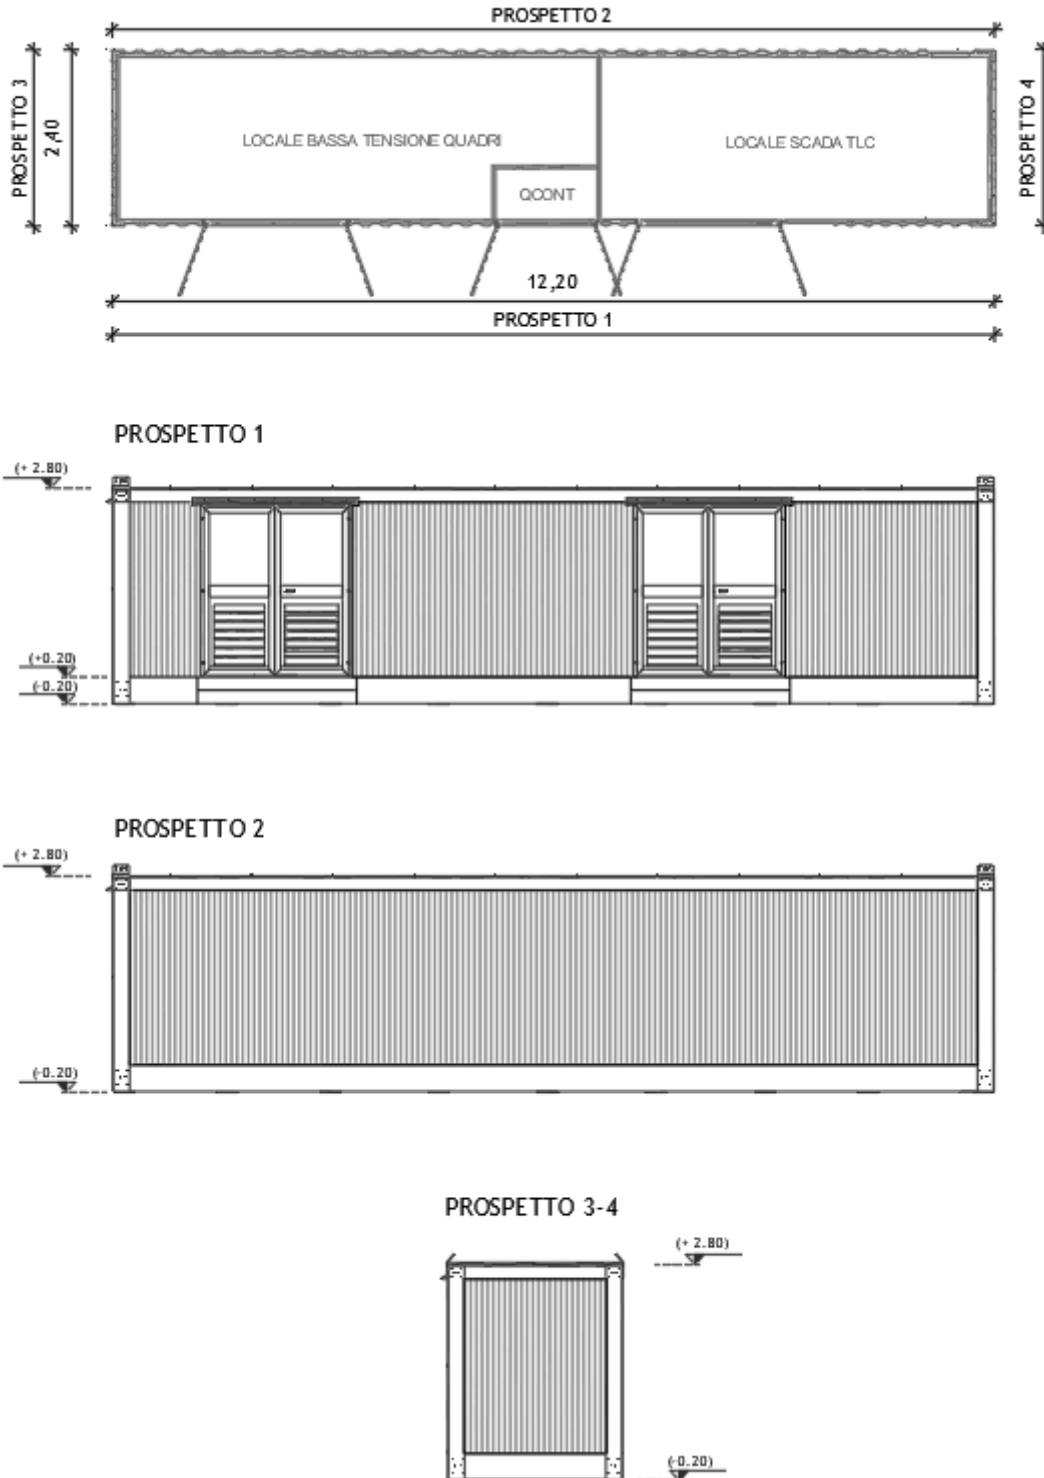 PROSPETTO 2
PROSPETTO 3
2,40
LOCALE BASSA TENSIONE QUADRI
LOCALE SCADA TLC
PROSPETTO 4
QCONT
12,20
PROSPETTO 1
PROSPETTO 1
(+ 2.80)
(+0.20)
(-0.20)
PROSPETTO 2
(+ 2.80)
(-0.20)
PROSPETTO 3-4
(+ 2.80)
(-0.20)